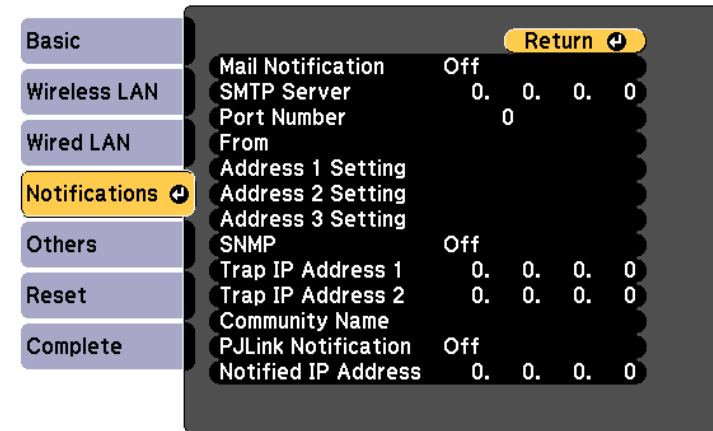 Basic
Wireless LAN
Wired LAN
Notifications
Others
Reset
Complete
Return
Mail Notification Off
SMTP Server 0. 0. 0. 0
Port Number 0
From
Address 1 Setting
Address 2 Setting
Address 3 Setting
SNMP Off
Trap IP Address 1 0. 0. 0. 0
Trap IP Address 2 0. 0. 0. 0
Community Name
PJLink Notification Off
Notified IP Address 0. 0. 0. 0